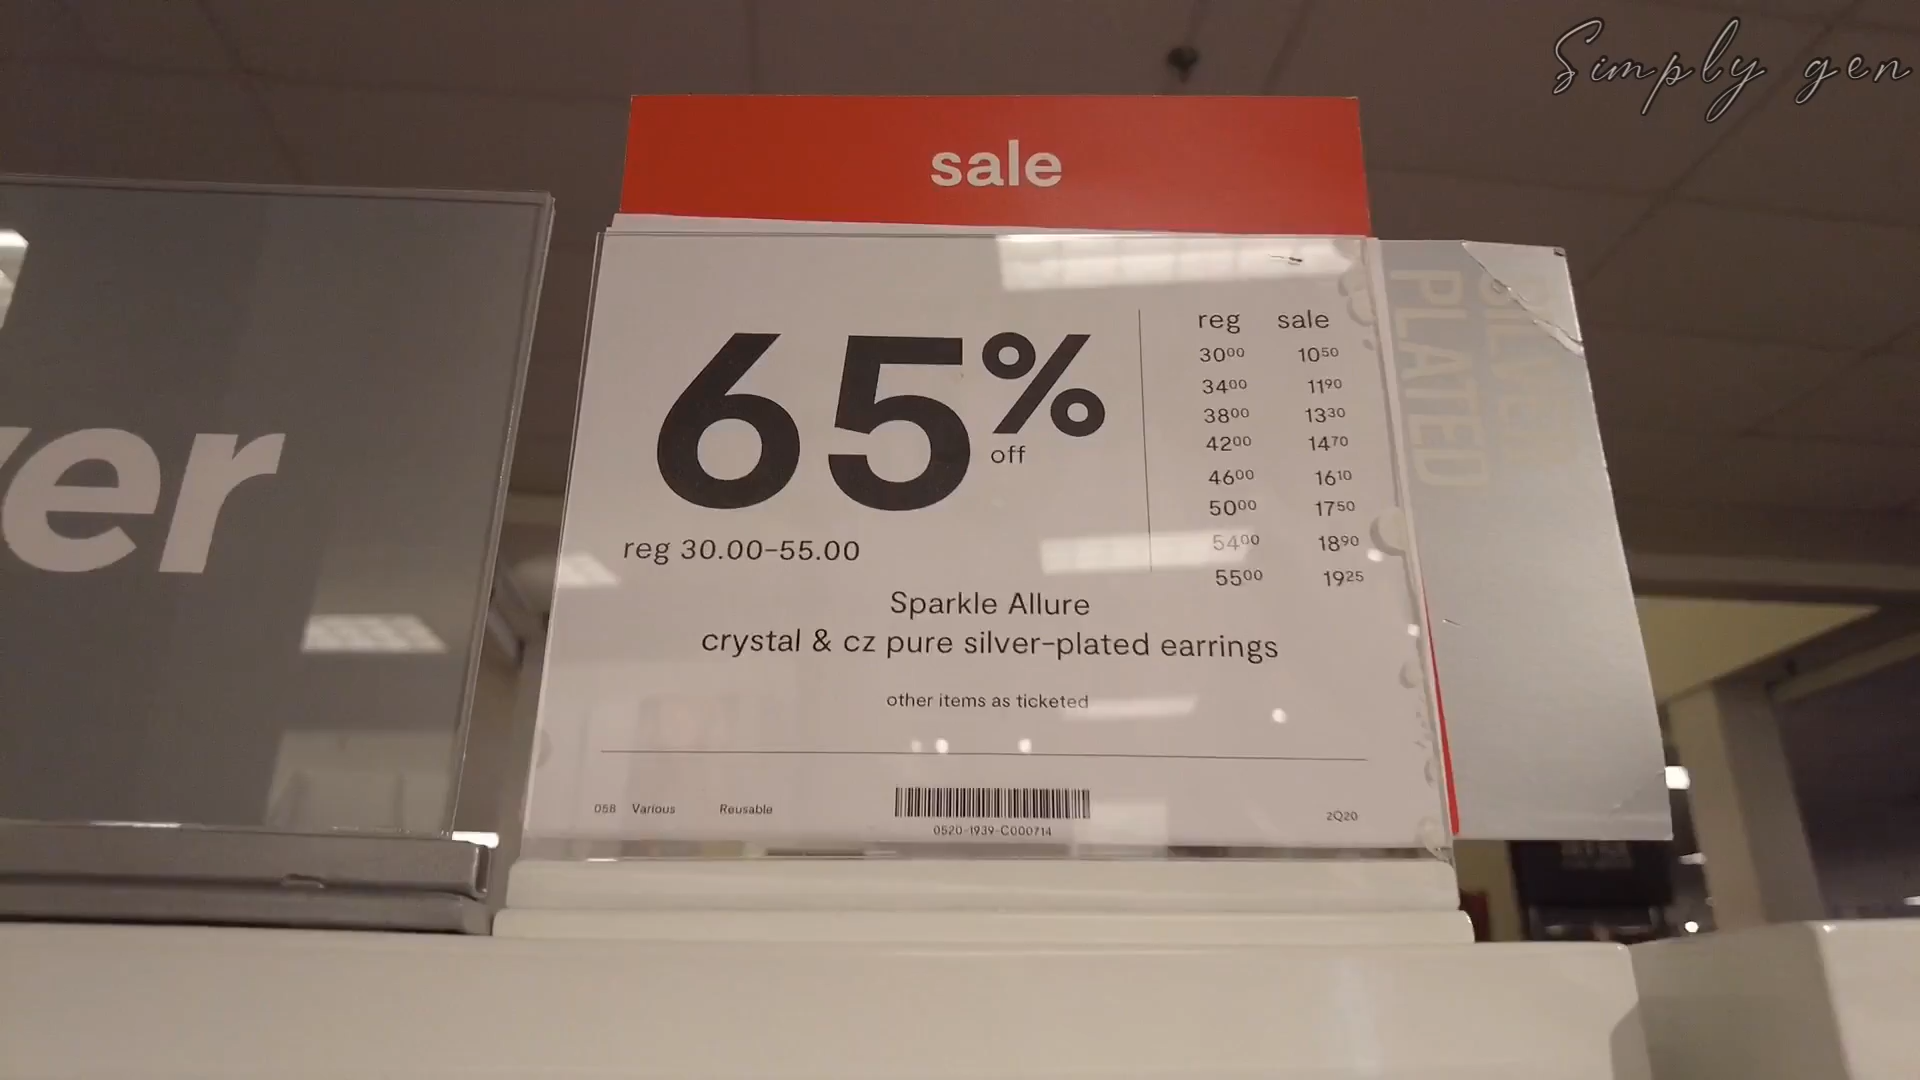 Simply gen
sale
65% off
reg 30.00-55.00
reg sale
30⁰⁰ 10⁵⁰
34⁰⁰ 11⁹⁰
38⁰⁰ 13³⁰
42⁰⁰ 14⁷⁰
46⁰⁰ 16¹⁰
50⁰⁰ 17⁵⁰
54⁰⁰ 18⁹⁰
55⁰⁰ 19²⁵
Sparkle Allure
crystal & cz pure silver-plated earrings
other items as ticketed
058 Various Reusable
0520-1939-C000714
2Q20
SILVER
PLATED
er